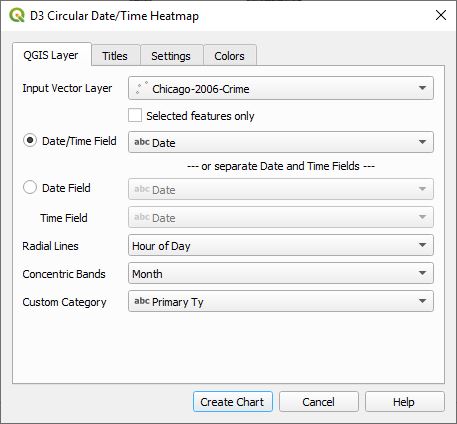 D3 Circular Date/Time Heatmap
QGIS Layer Titles Settings Colors
Input Vector Layer Chicago-2006-Crime
Selected features only
Date/Time Field abc Date
--- or separate Date and Time Fields ---
Date Field abc Date
Time Field abc Date
Radial Lines Hour of Day
Concentric Bands Month
Custom Category abc Primary Ty
Create Chart Cancel Help